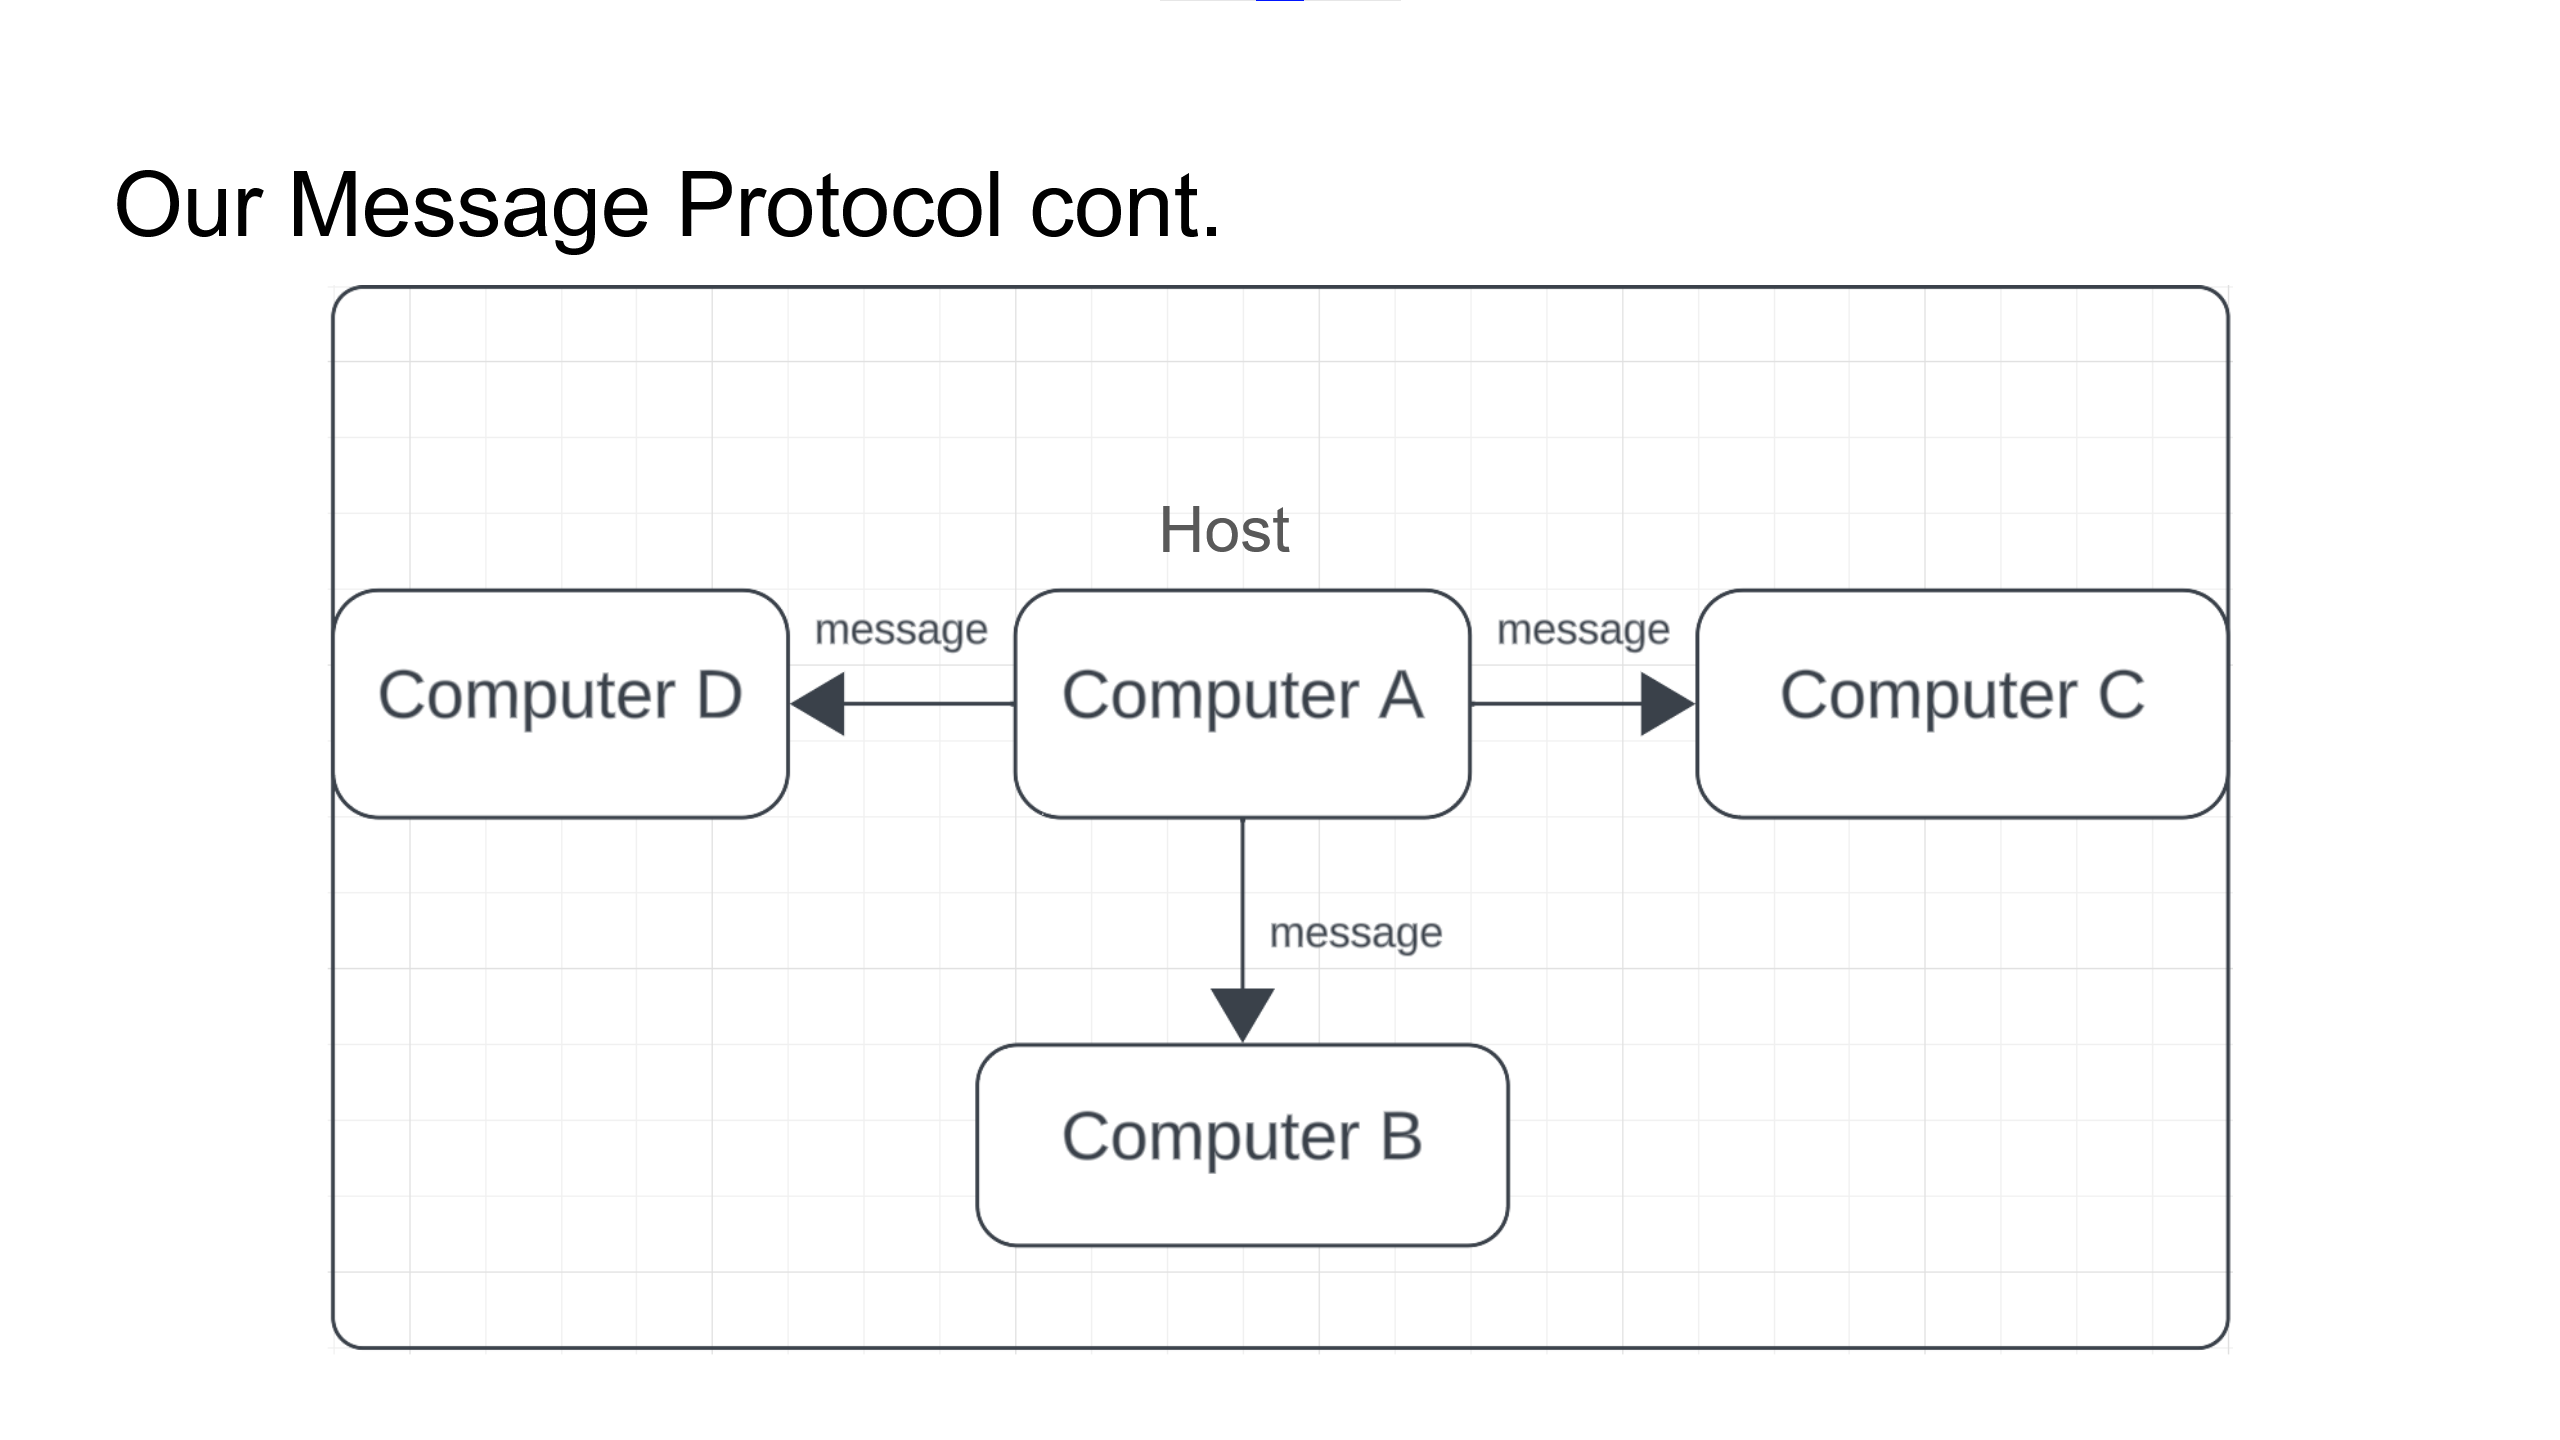 Our Message Protocol cont.
Host
message
message
Computer D
Computer A
Computer C
message
Computer B